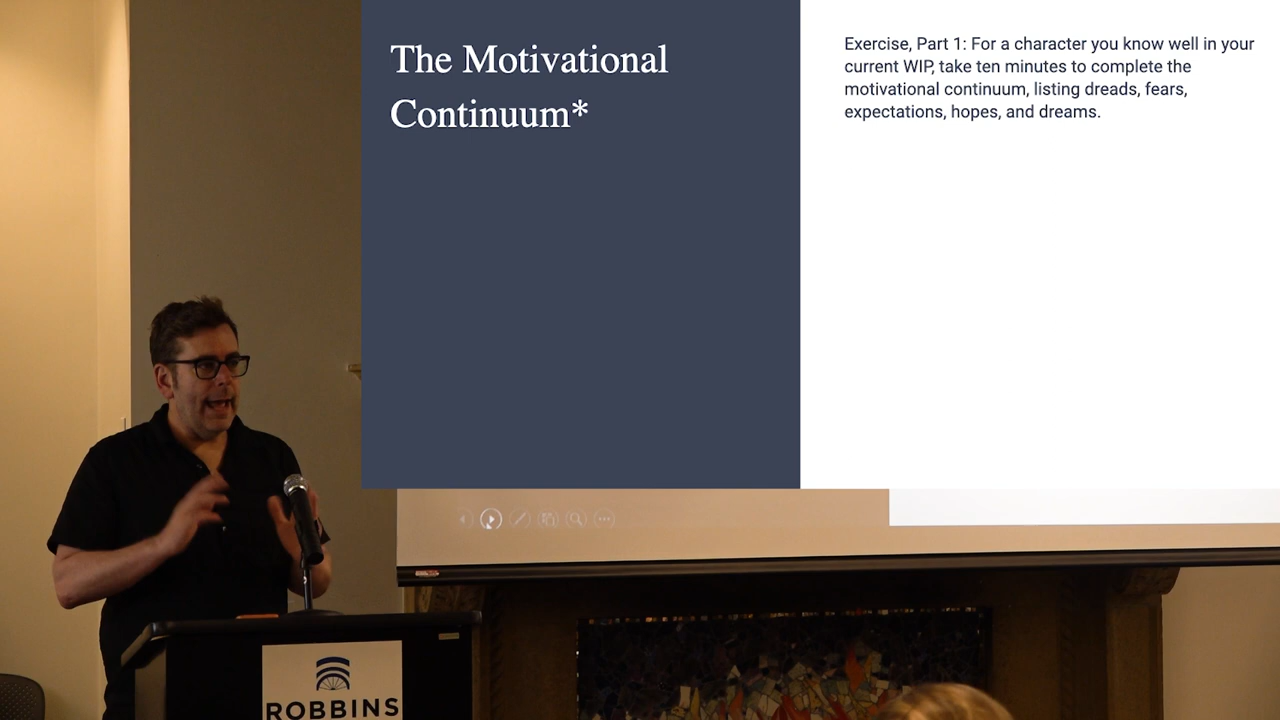 The Motivational
Continuum*
Exercise, Part 1: For a character you know well in your
current WIP, take ten minutes to complete the
motivational continuum, listing dreads, fears,
expectations, hopes, and dreams.
ROBBINS